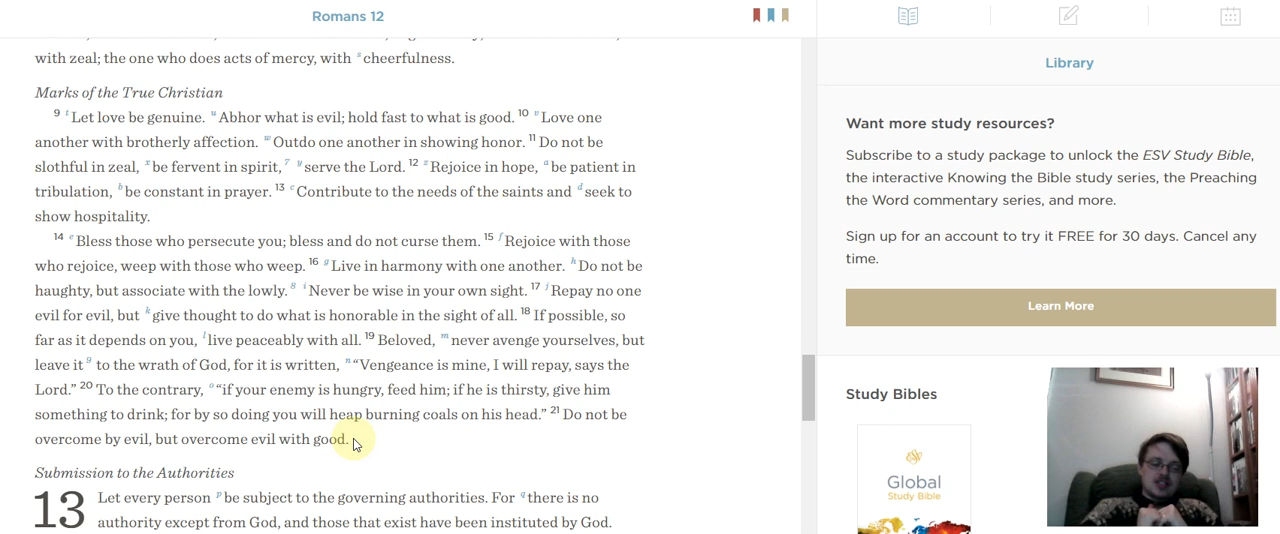 Romans 12
with zeal; the one who does acts of mercy, with s cheerfulness.
Marks of the True Christian
9 t Let love be genuine. u Abhor what is evil; hold fast to what is good. 10 v Love one
another with brotherly affection. w Outdo one another in showing honor. 11 Do not be
slothful in zeal, x be fervent in spirit, 7 y serve the Lord. 12 z Rejoice in hope, a be patient in
tribulation, b be constant in prayer. 13 c Contribute to the needs of the saints and d seek to
show hospitality.
14 e Bless those who persecute you; bless and do not curse them. 15 f Rejoice with those
who rejoice, weep with those who weep. 16 g Live in harmony with one another. h Do not be
haughty, but associate with the lowly. 8 i Never be wise in your own sight. 17 j Repay no one
evil for evil, but k give thought to do what is honorable in the sight of all. 18 If possible, so
far as it depends on you, l live peaceably with all. 19 Beloved, m never avenge yourselves, but
leave it 9 to the wrath of God, for it is written, n “Vengeance is mine, I will repay, says the
Lord.” 20 To the contrary, o “if your enemy is hungry, feed him; if he is thirsty, give him
something to drink; for by so doing you will heap burning coals on his head.” 21 Do not be
overcome by evil, but overcome evil with good.
Submission to the Authorities
13 Let every person p be subject to the governing authorities. For q there is no
authority except from God, and those that exist have been instituted by God.
Library
Want more study resources?
Subscribe to a study package to unlock the ESV Study Bible,
the interactive Knowing the Bible study series, the Preaching
the Word commentary series, and more.
Sign up for an account to try it FREE for 30 days. Cancel any
time.
Learn More
Study Bibles
ESV
Global
Study Bible